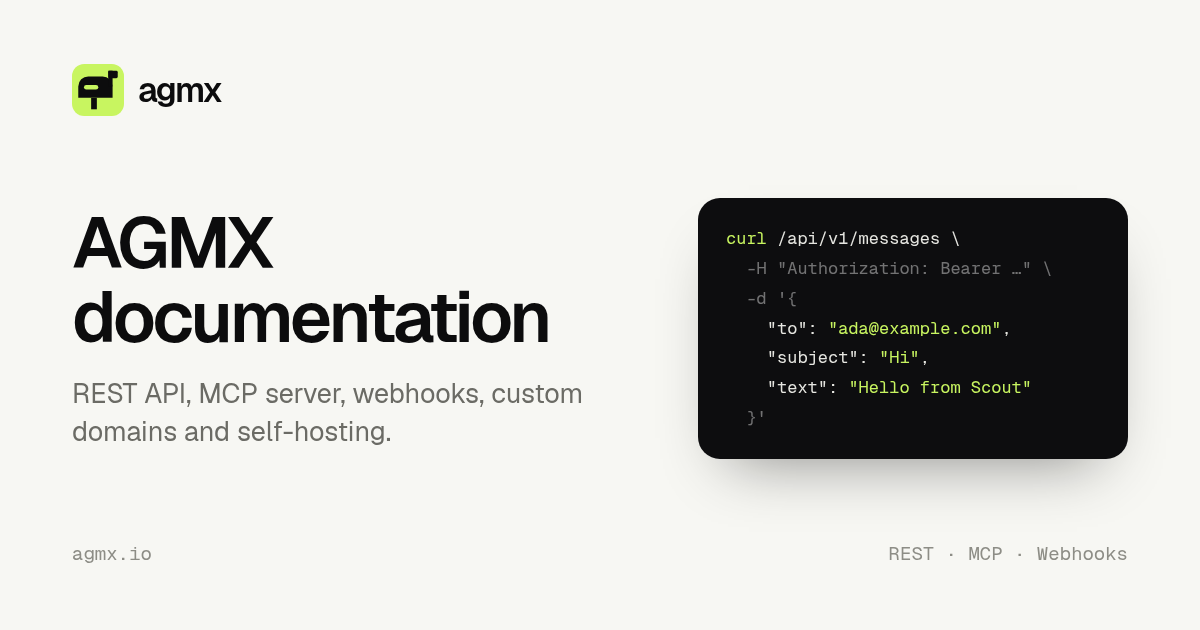 agmx
AGMX
documentation
REST API, MCP server, webhooks, custom
domains and self-hosting.
curl /api/v1/messages \
-H "Authorization: Bearer …" \
-d '{
"to": "ada@example.com",
"subject": "Hi",
"text": "Hello from Scout"
}'
agmx.io
REST · MCP · Webhooks